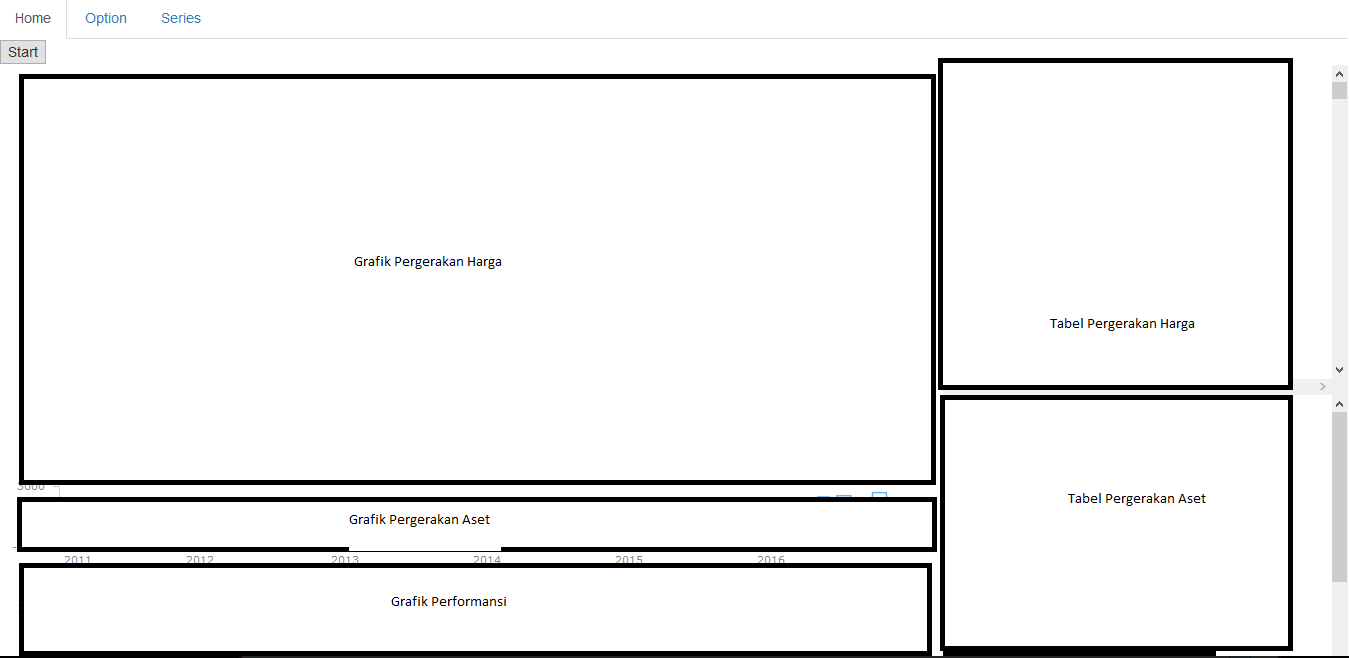 Home Option Series
Start
Grafik Pergerakan Harga
Tabel Pergerakan Harga
3000
Grafik Pergerakan Aset
Tabel Pergerakan Aset
2011 2012 2013 2014 2015 2016
Grafik Performansi